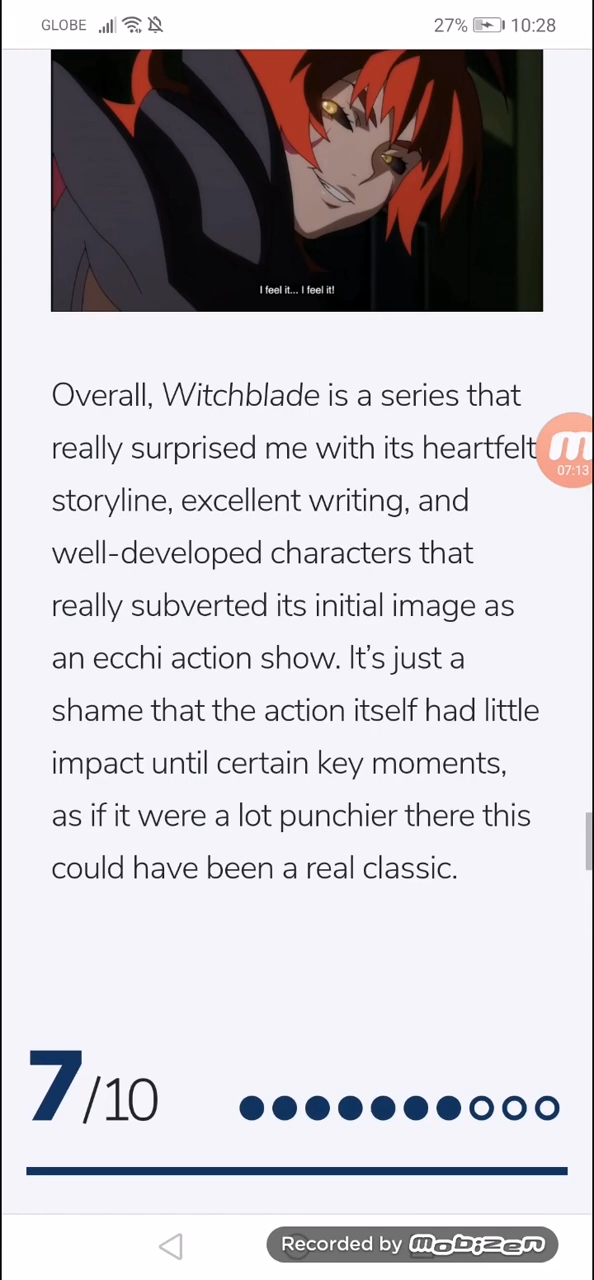 GLOBE 27% 10:28
I feel it... I feel it!
Overall, Witchblade is a series that
really surprised me with its heartfelt
m
07:13
storyline, excellent writing, and
well-developed characters that
really subverted its initial image as
an ecchi action show. It’s just a
shame that the action itself had little
impact until certain key moments,
as if it were a lot punchier there this
could have been a real classic.
7/10
Recorded by mobizen